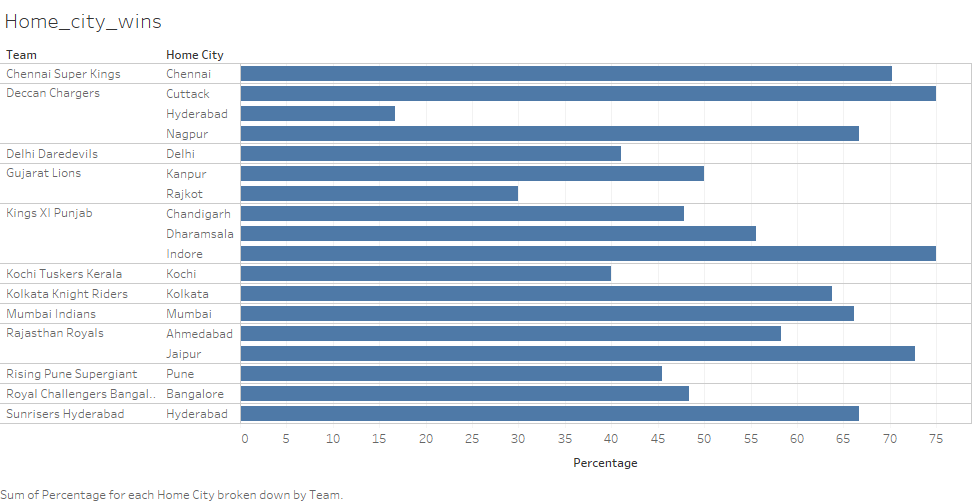 Home_city_wins
Team Home City
Chennai Super Kings Chennai
Deccan Chargers Cuttack
Hyderabad
Nagpur
Delhi Daredevils Delhi
Gujarat Lions Kanpur
Rajkot
Kings XI Punjab Chandigarh
Dharamsala
Indore
Kochi Tuskers Kerala Kochi
Kolkata Knight Riders Kolkata
Mumbai Indians Mumbai
Rajasthan Royals Ahmedabad
Jaipur
Rising Pune Supergiant Pune
Royal Challengers Bangal.. Bangalore
Sunrisers Hyderabad Hyderabad
0 5 10 15 20 25 30 35 40 45 50 55 60 65 70 75
Percentage
Sum of Percentage for each Home City broken down by Team.